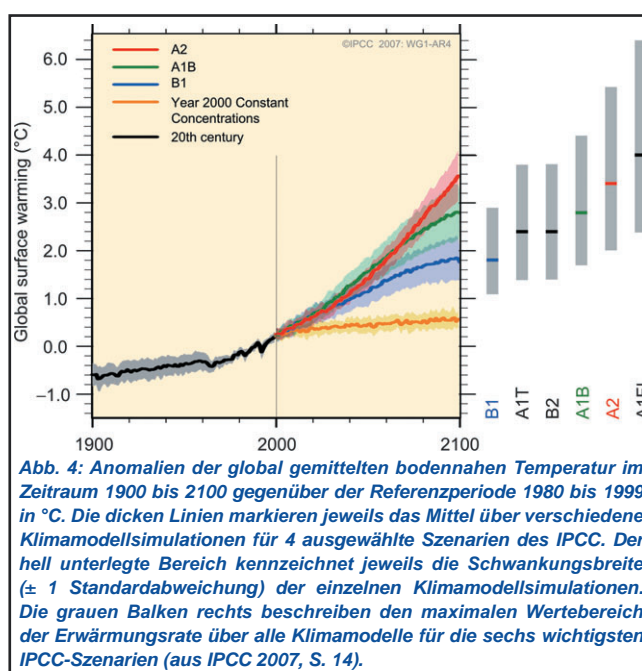 ©IPCC 2007: WG1-AR4
A2
A1B
B1
Year 2000 Constant
Concentrations
20th century
Global surface warming (°C)
6.0
5.0
4.0
3.0
2.0
1.0
0.0
–1.0
1900
2000
2100
B1
A1T
B2
A1B
A2
Abb. 4: Anomalien der global gemittelten bodennahen Temperatur im
Zeitraum 1900 bis 2100 gegenüber der Referenzperiode 1980 bis 1999
in °C. Die dicken Linien markieren jeweils das Mittel über verschiedene
Klimamodellsimulationen für 4 ausgewählte Szenarien des IPCC. Der
hell unterlegte Bereich kennzeichnet jeweils die Schwankungsbreite
(± 1 Standardabweichung) der einzelnen Klimamodellsimulationen.
Die grauen Balken rechts beschreiben den maximalen Wertebereich
der Erwärmungsrate über alle Klimamodelle für die sechs wichtigsten
IPCC-Szenarien (aus IPCC 2007, S. 14).